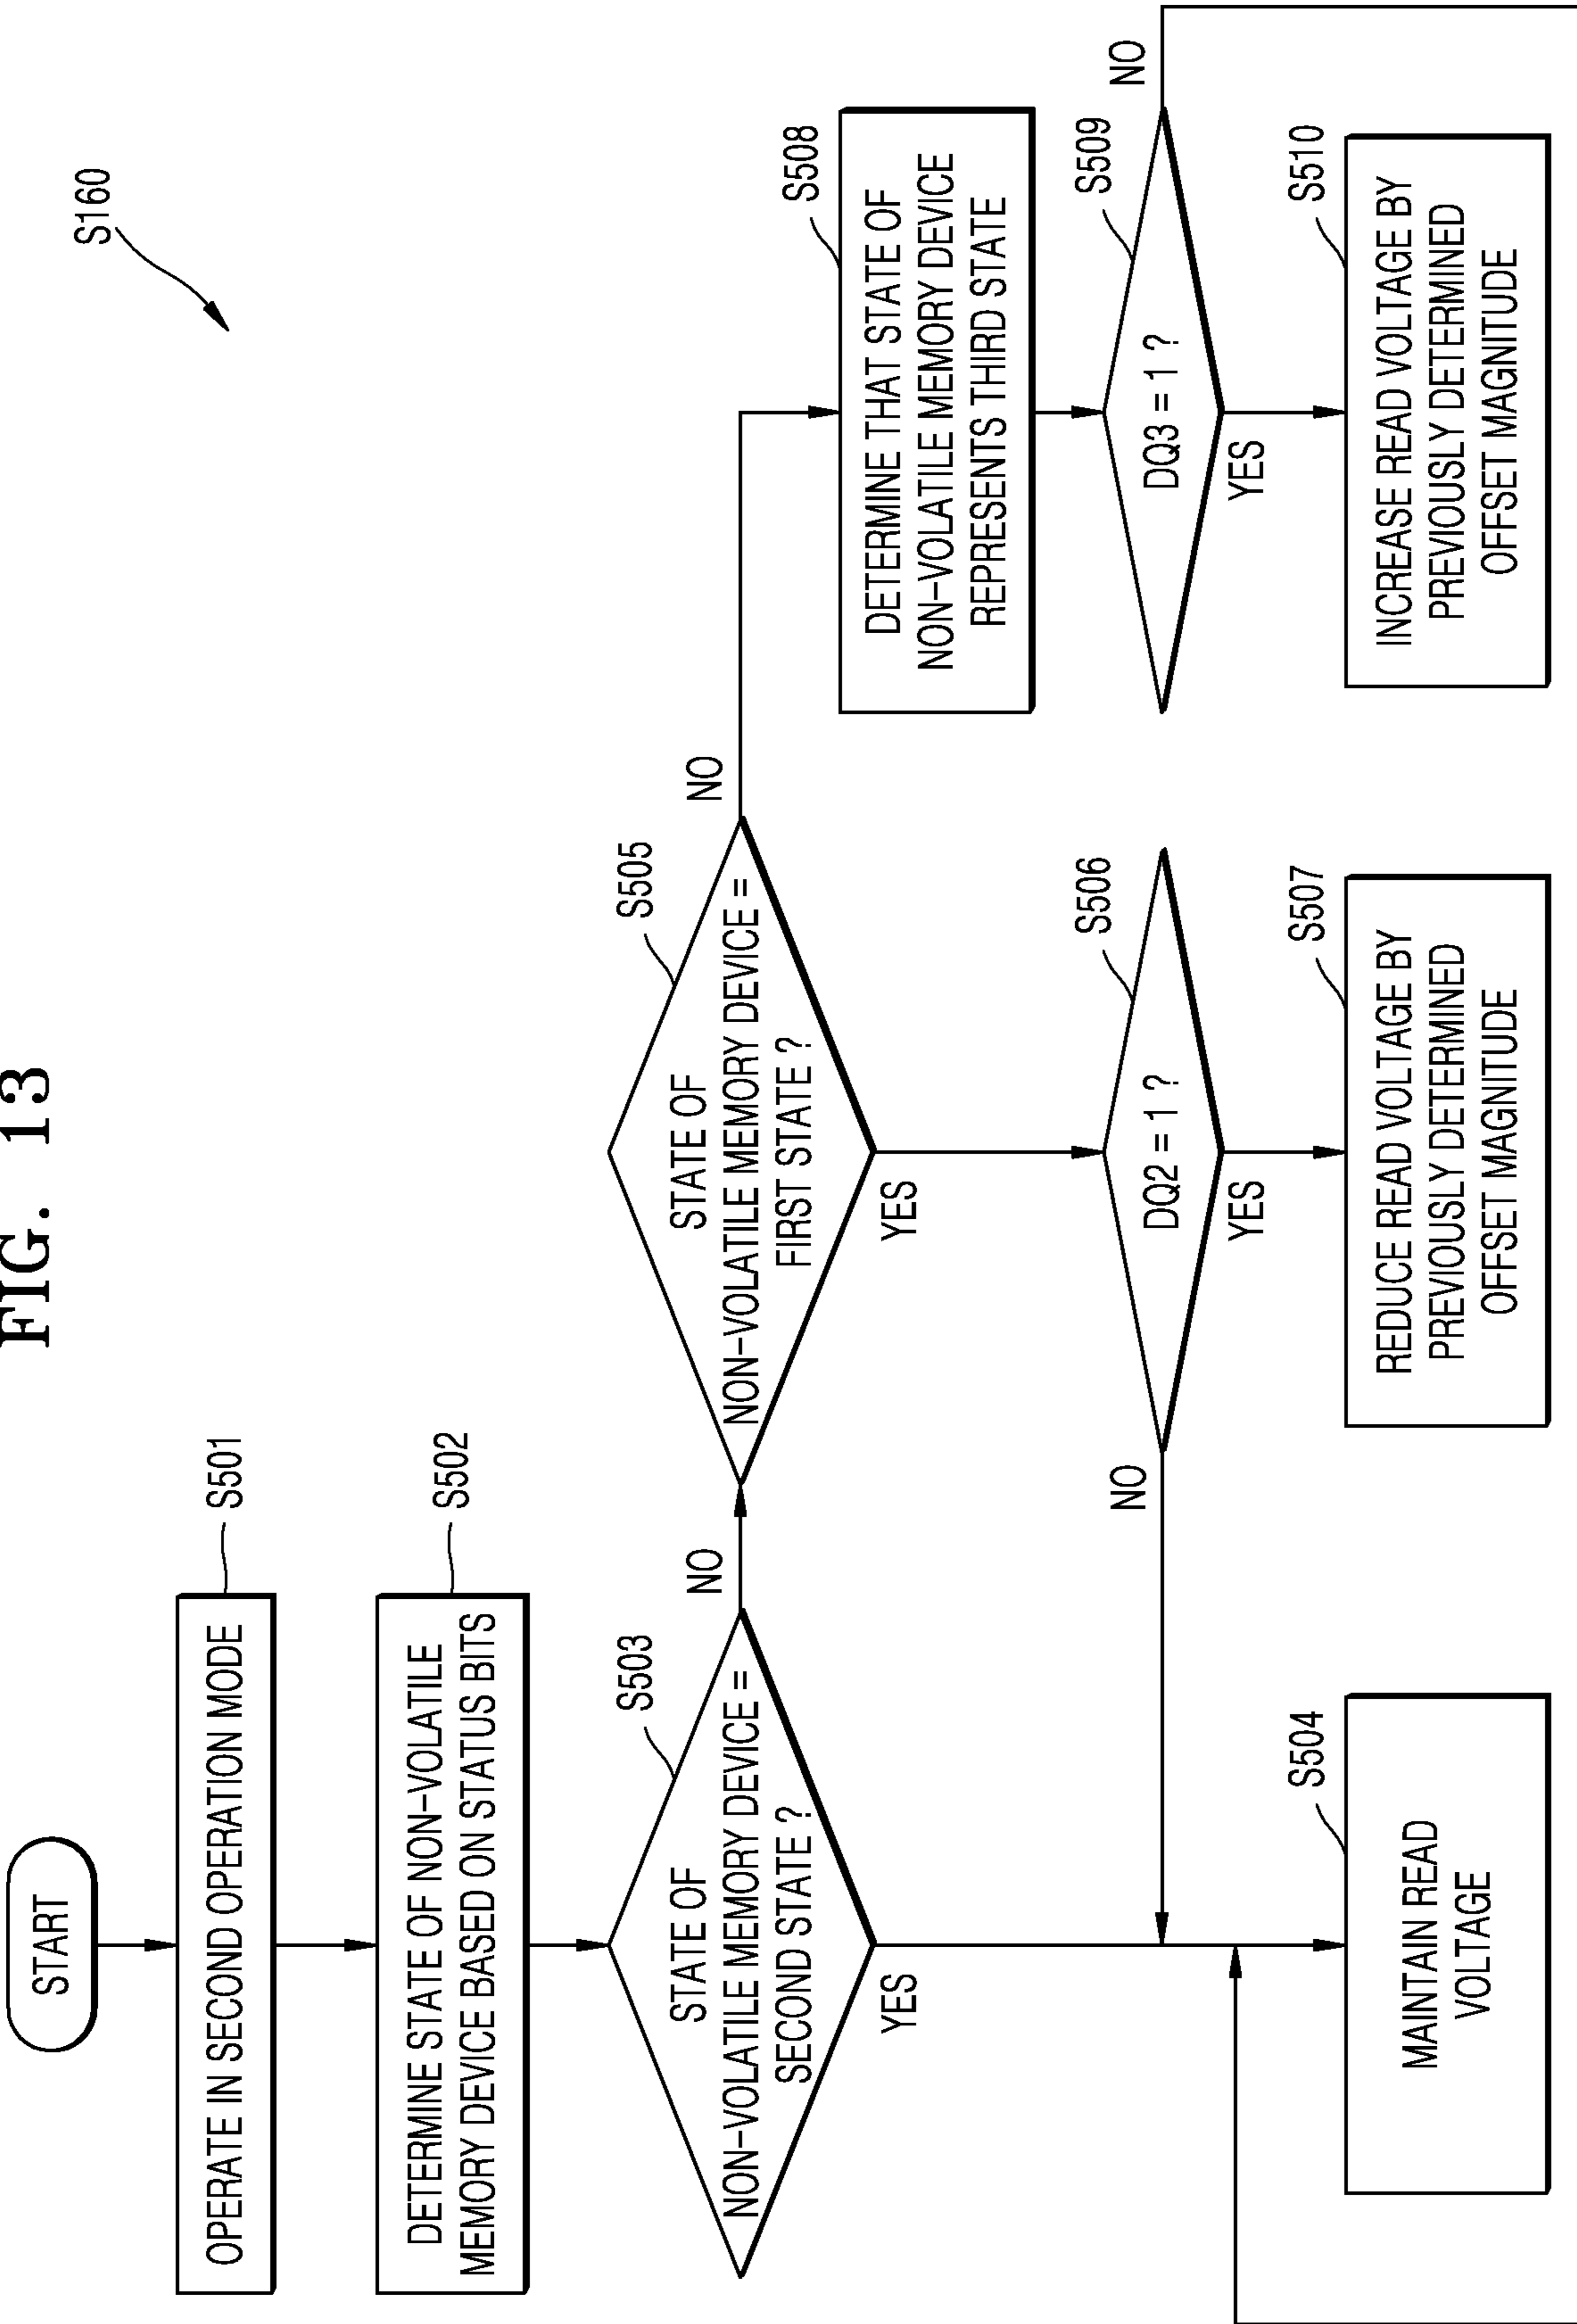 FIG. 13
S160
START
OPERATE IN SECOND OPERATION MODE
S501
DETERMINE STATE OF NON-VOLATILE
MEMORY DEVICE BASED ON STATUS BITS
S502
STATE OF
NON-VOLATILE MEMORY DEVICE =
SECOND STATE ?
S503
NO
YES
STATE OF
NON-VOLATILE MEMORY DEVICE =
FIRST STATE ?
S505
NO
YES
DETERMINE THAT STATE OF
NON-VOLATILE MEMORY DEVICE
REPRESENTS THIRD STATE
S508
DQ2 = 1 ?
S506
NO
YES
DQ3 = 1 ?
S509
NO
YES
MAINTAIN READ
VOLTAGE
S504
REDUCE READ VOLTAGE BY
PREVIOUSLY DETERMINED
OFFSET MAGNITUDE
S507
INCREASE READ VOLTAGE BY
PREVIOUSLY DETERMINED
OFFSET MAGNITUDE
S510